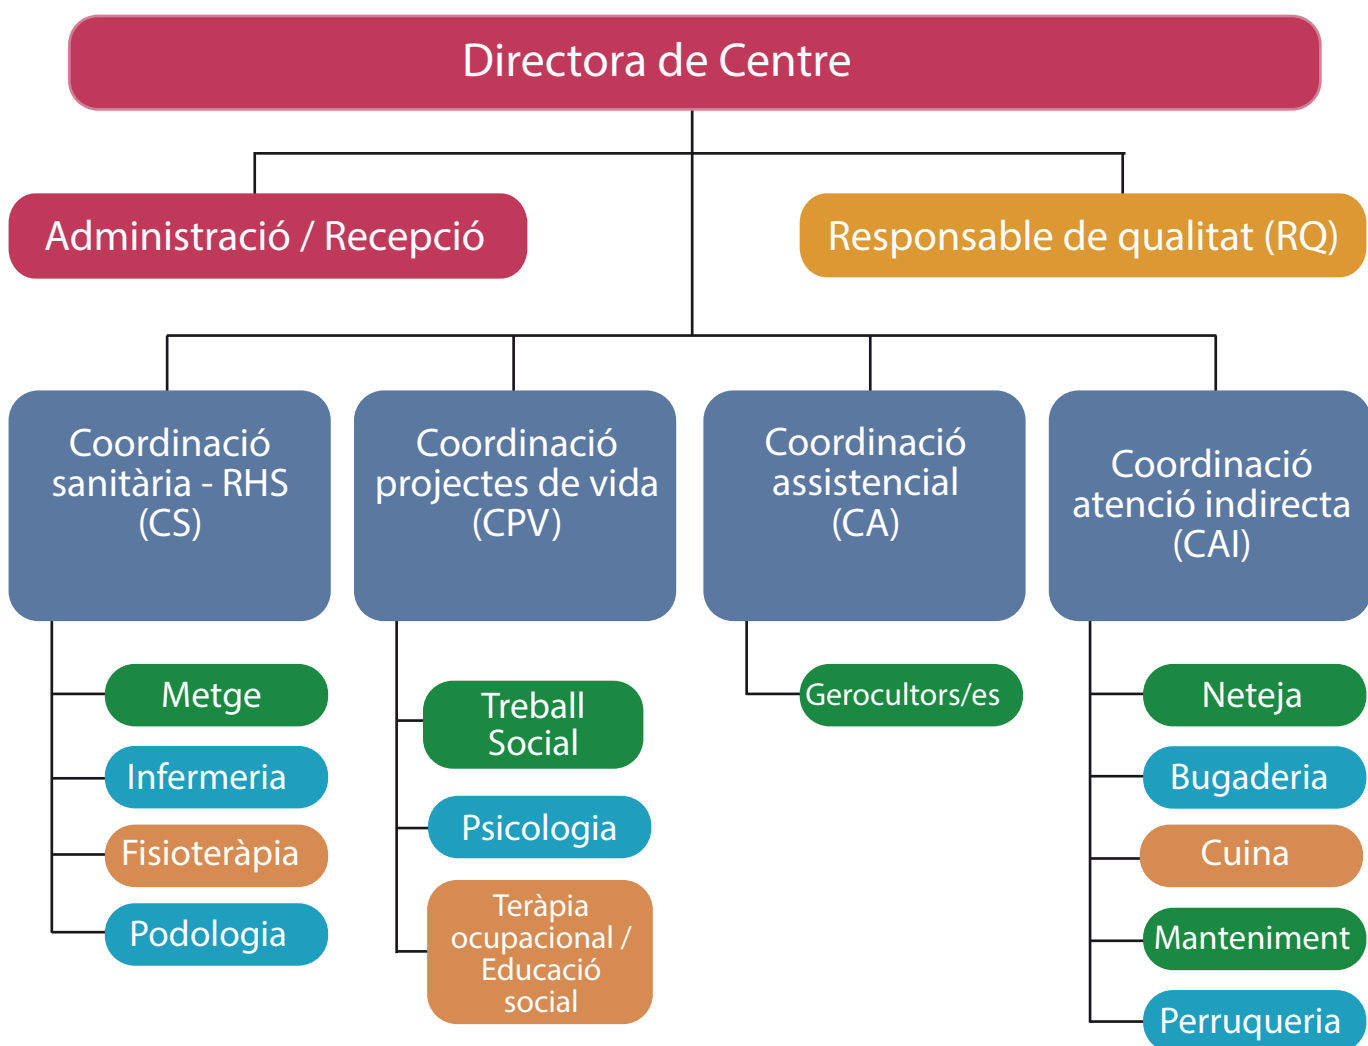 Directora de Centre
Administració / Recepció
Responsable de qualitat (RQ)
Coordinació
sanitària - RHS
(CS)
Coordinació
projectes de vida
(CPV)
Coordinació
assistencial
(CA)
Coordinació
atenció indirecta
(CAI)
Metge
Infermeria
Fisioteràpia
Podologia
Treball
Social
Psicologia
Teràpia
ocupacional /
Educació
social
Gerocultors/es
Neteja
Bugaderia
Cuina
Manteniment
Perruqueria